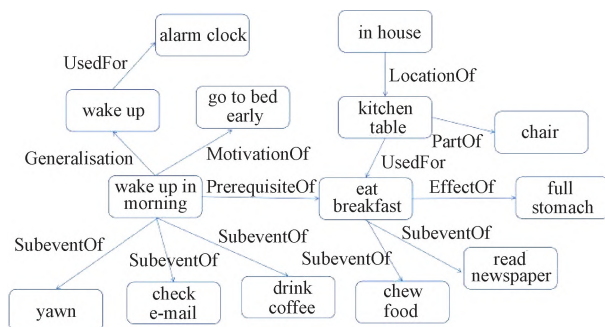 alarm clock
in house
UsedFor
LocationOf
wake up
go to bed
early
kitchen
table
chair
PartOf
Generalisation
MotivationOf
UsedFor
wake up in
morning
PrerequisiteOf
eat
breakfast
EffectOf
full
stomach
SubeventOf
SubeventOf
SubeventOf
SubeventOf
SubeventOf
yawn
check
e-mail
drink
coffee
chew
food
read
newspaper